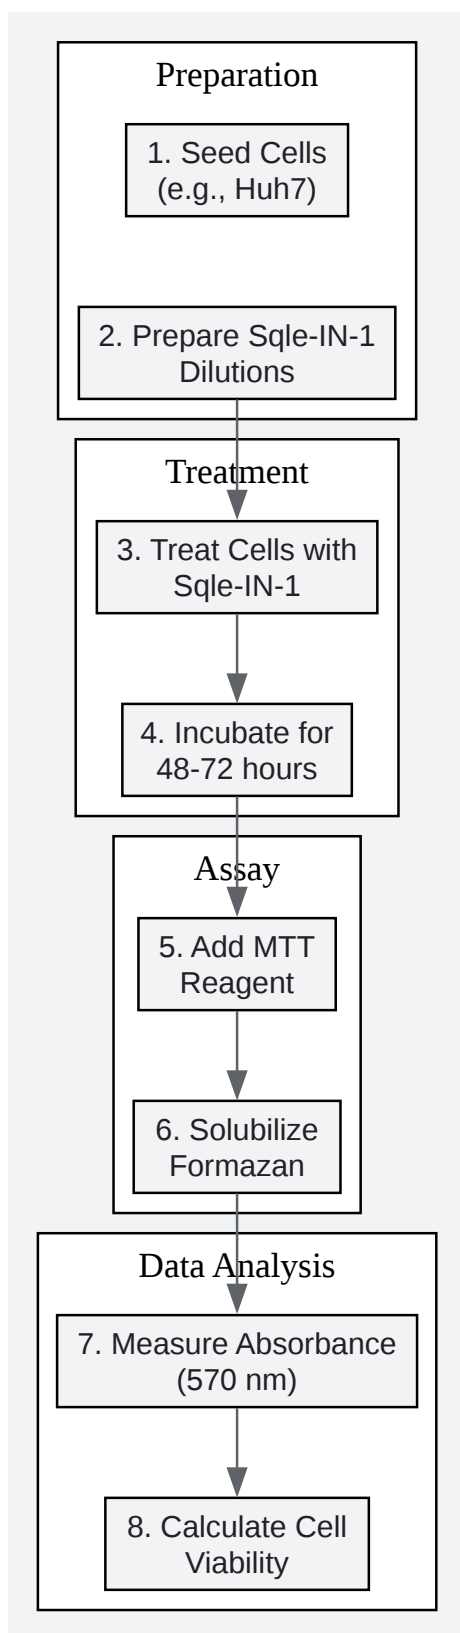 Preparation
1. Seed Cells
(e.g., Huh7)
2. Prepare Sqle-IN-1
Dilutions
Treatment
3. Treat Cells with
Sqle-IN-1
4. Incubate for
48-72 hours
Assay
5. Add MTT
Reagent
6. Solubilize
Formazan
Data Analysis
7. Measure Absorbance
(570 nm)
8. Calculate Cell
Viability